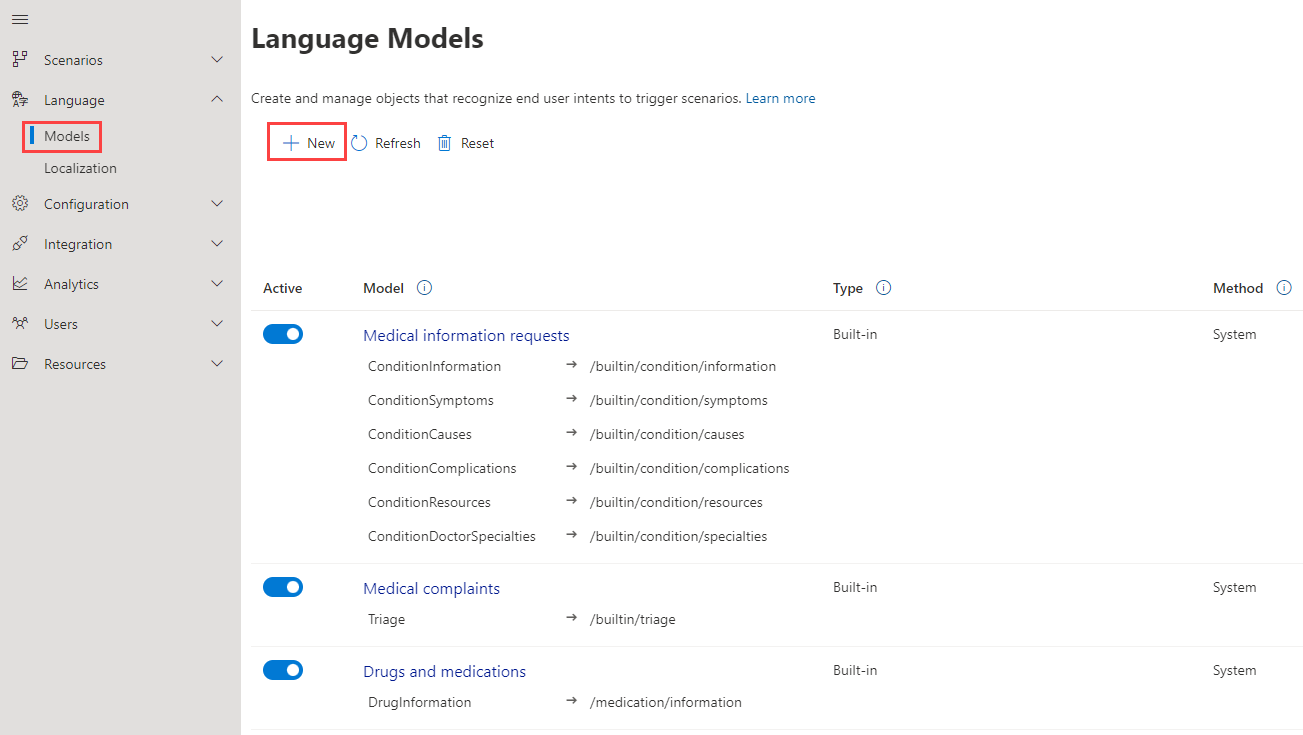 Scenarios
Language
Models
Localization
Configuration
Integration
Analytics
Users
Resources
Language Models
Create and manage objects that recognize end user intents to trigger scenarios. Learn more
New Refresh Reset
Active Model Type Method
Medical information requests Built-in System
ConditionInformation → /builtin/condition/information
ConditionSymptoms → /builtin/condition/symptoms
ConditionCauses → /builtin/condition/causes
ConditionComplications → /builtin/condition/complications
ConditionResources → /builtin/condition/resources
ConditionDoctorSpecialties → /builtin/condition/specialties
Medical complaints Built-in System
Triage → /builtin/triage
Drugs and medications Built-in System
DrugInformation → /medication/information